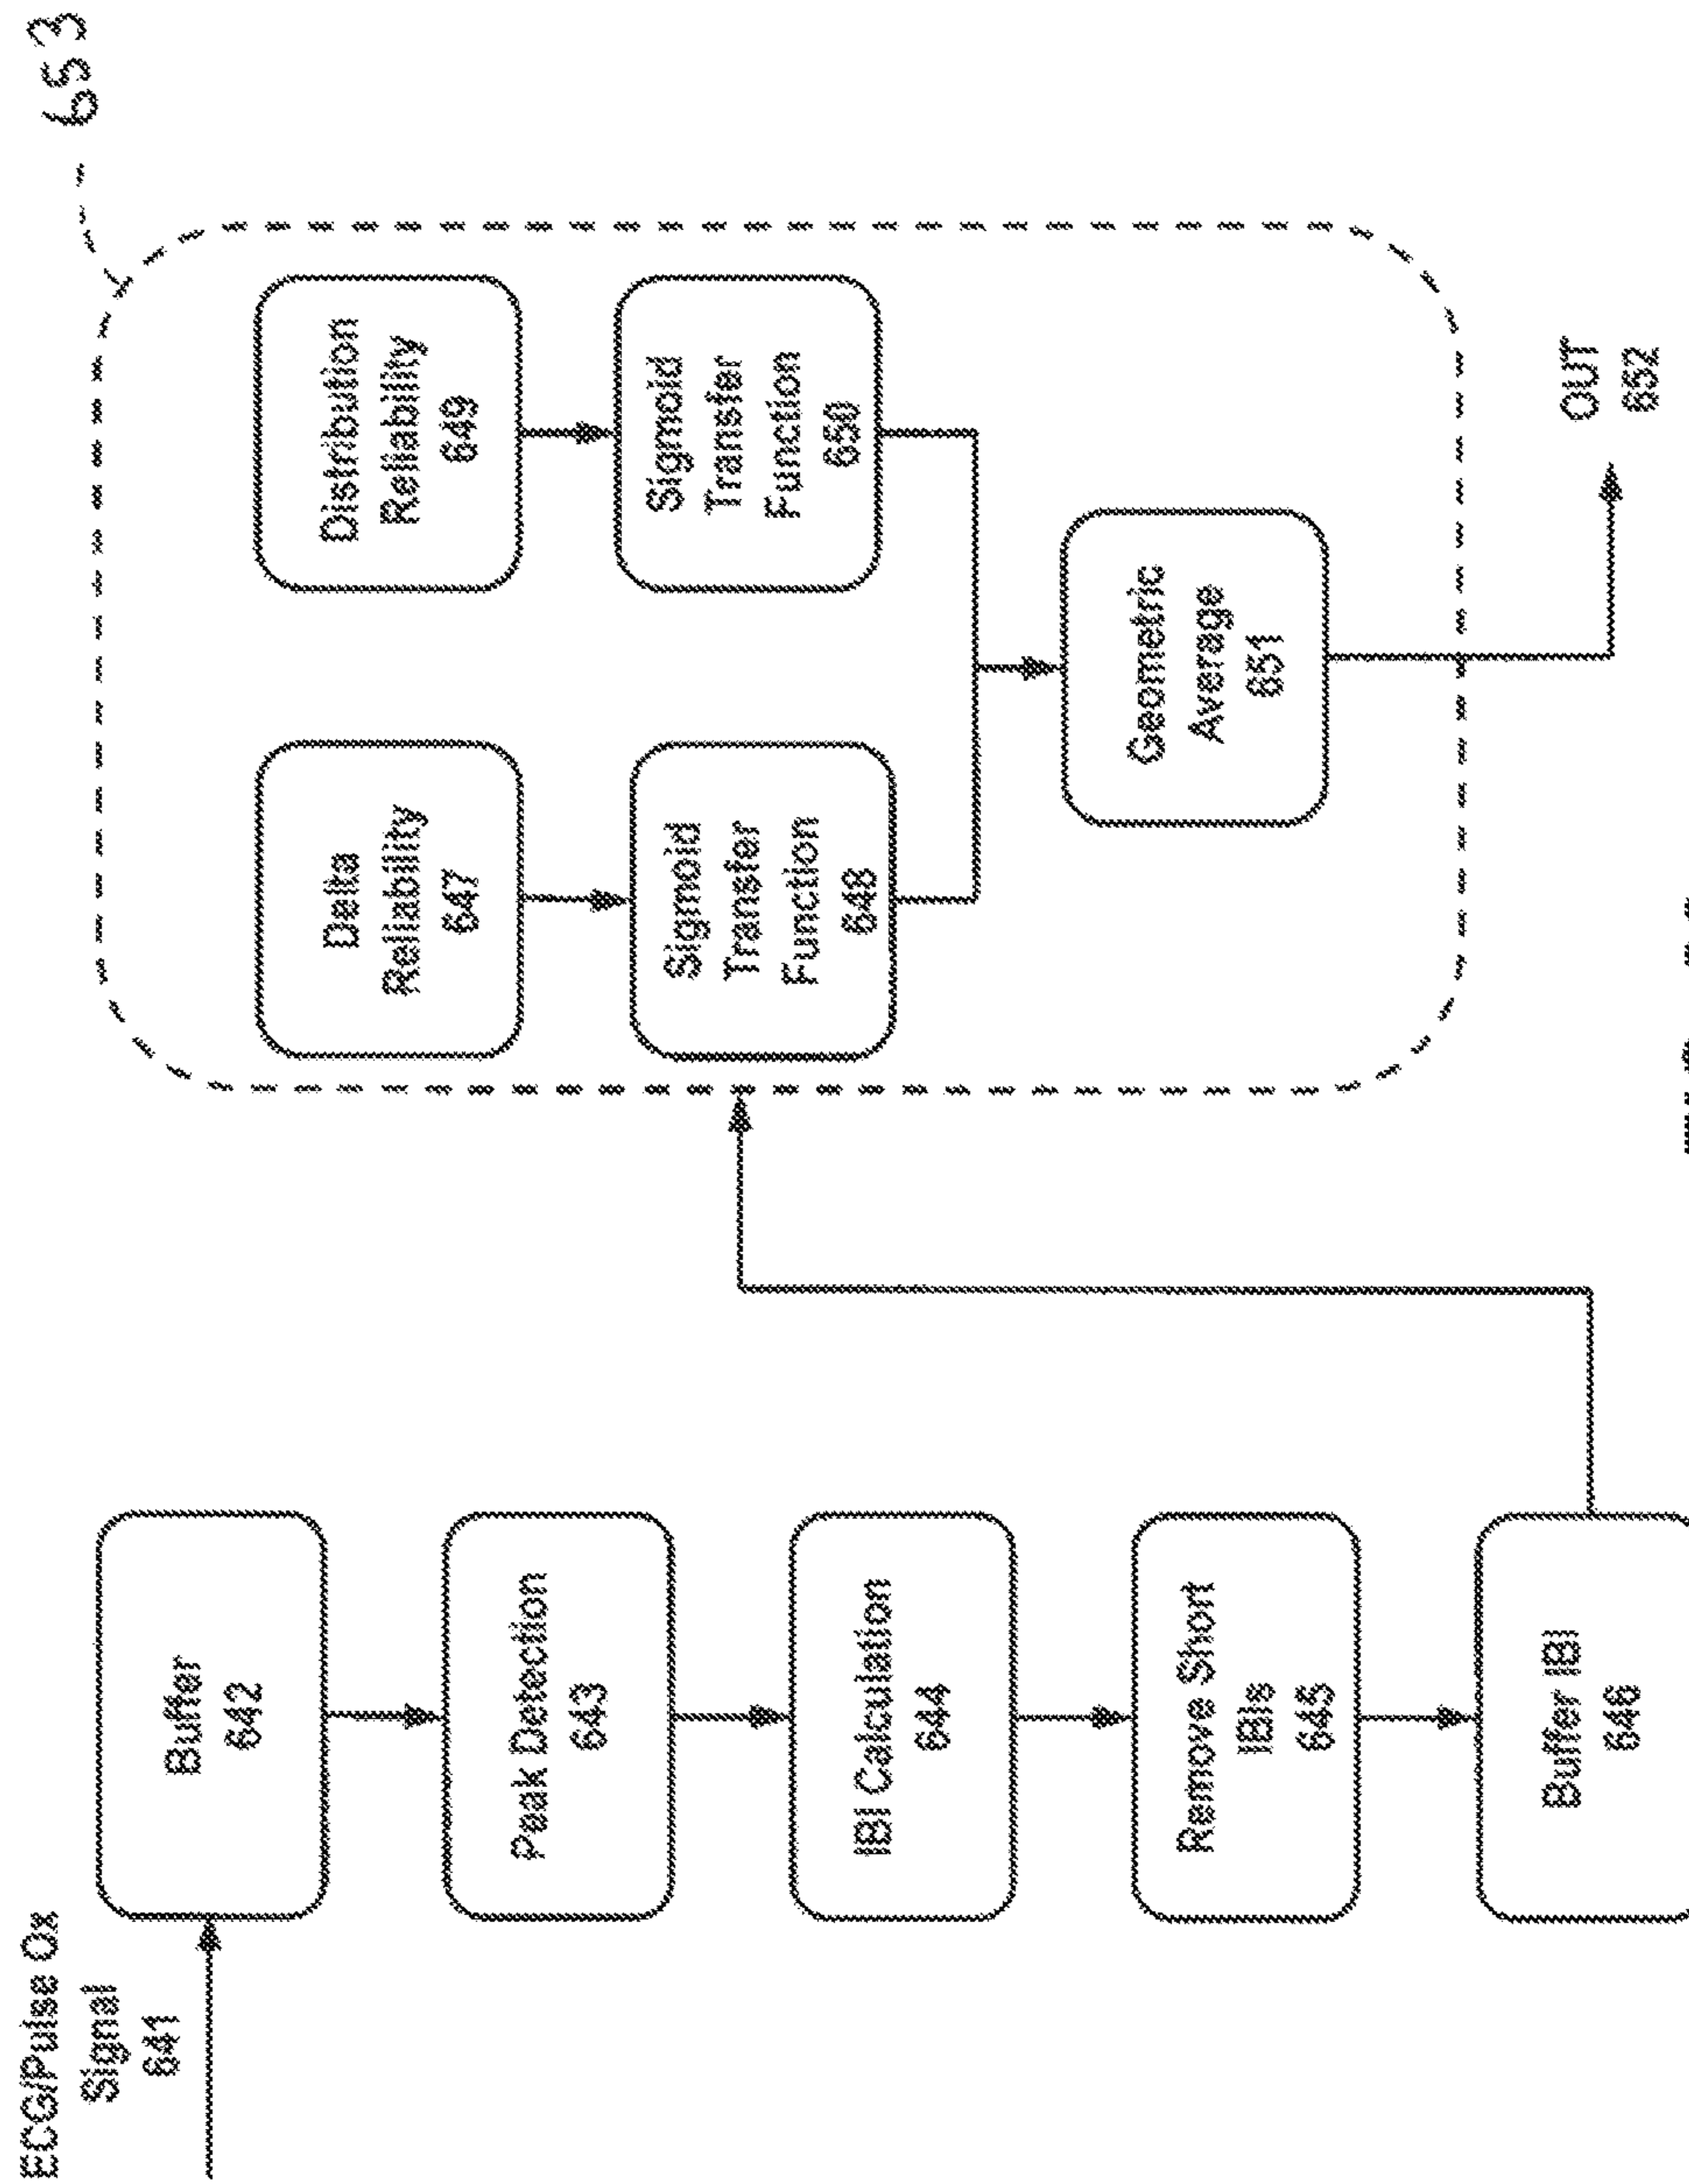 ECG/Pulse Ox
Signal
641
Buffer
642
Peak Detection
643
IBI Calculation
644
Remove Short
IBIs
645
Buffer IBI
646
653
Delta
Reliability
647
Sigmoid
Transfer
Function
648
Distribution
Reliability
649
Sigmoid
Transfer
Function
650
Geometric
Average
651
OUT
652